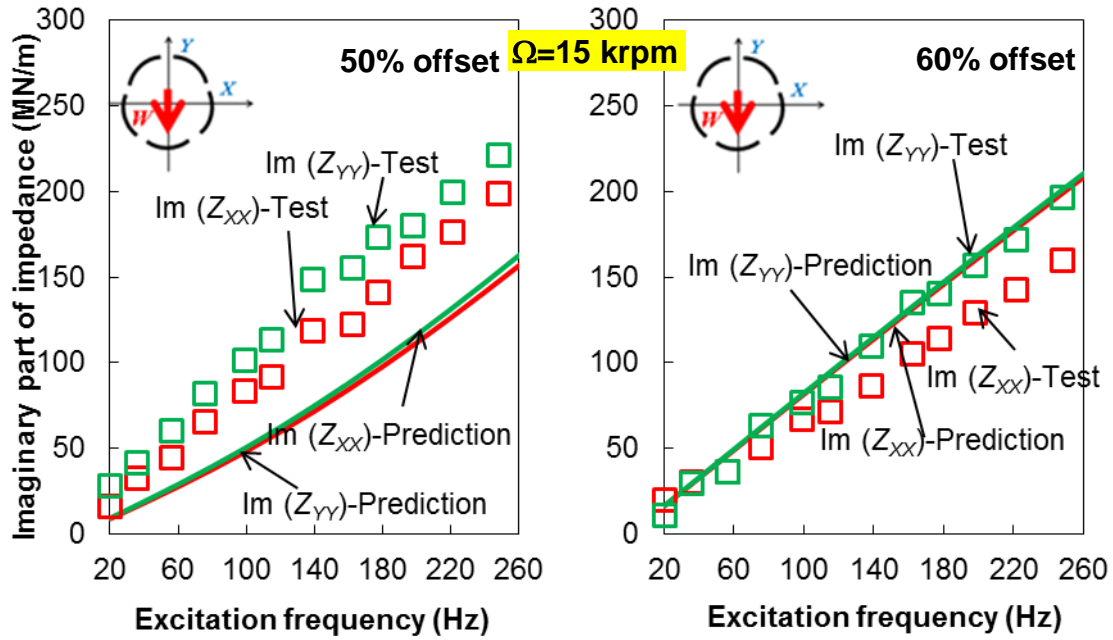 Imaginary part of impedance (MN/m)
300
250
200
150
100
50
0
20 60 100 140 180 220 260
Excitation frequency (Hz)
Y
X
W
50% offset
Im (ZYY)-Test
Im (ZXX)-Test
Im (ZXX)-Prediction
Im (ZYY)-Prediction
Ω=15 krpm
300
250
200
150
100
50
0
20 60 100 140 180 220 260
Excitation frequency (Hz)
Y
X
W
60% offset
Im (ZYY)-Test
Im (ZYY)-Prediction
Im (ZXX)-Test
Im (ZXX)-Prediction